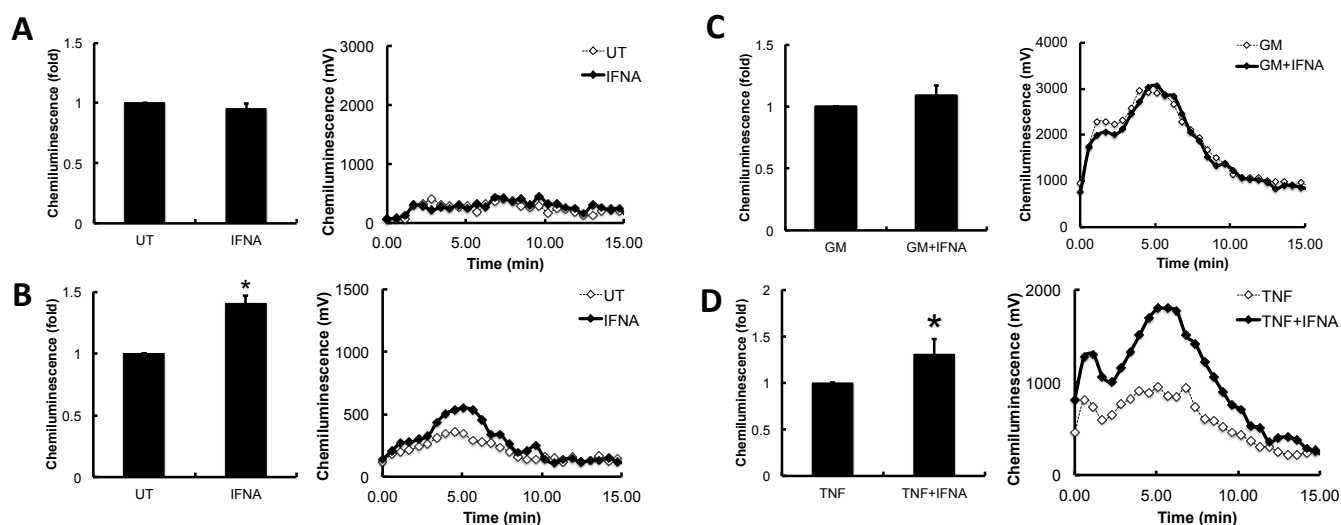 A
Chemiluminescence (fold)
1.5
1
0.5
0
UT
IFNA
Chemiluminescence (mV)
3000
2000
1000
0
0.00
5.00
10.00
15.00
Time (min)
UT
IFNA
B
Chemiluminescence (fold)
1.5
1
0.5
0
*
UT
IFNA
Chemiluminescence (mV)
1500
1000
500
0
0.00
5.00
10.00
15.00
Time (min)
UT
IFNA
C
Chemiluminescence (fold)
1.5
1
0.5
0
GM
GM+IFNA
Chemiluminescence (mV)
4000
3000
2000
1000
0
0.00
5.00
10.00
15.00
Time (min)
GM
GM+IFNA
D
Chemiluminescence (fold)
2
1.5
1
0.5
0
*
TNF
TNF+IFNA
Chemiluminescence (mV)
2000
1000
0
0.00
5.00
10.00
15.00
Time (min)
TNF
TNF+IFNA